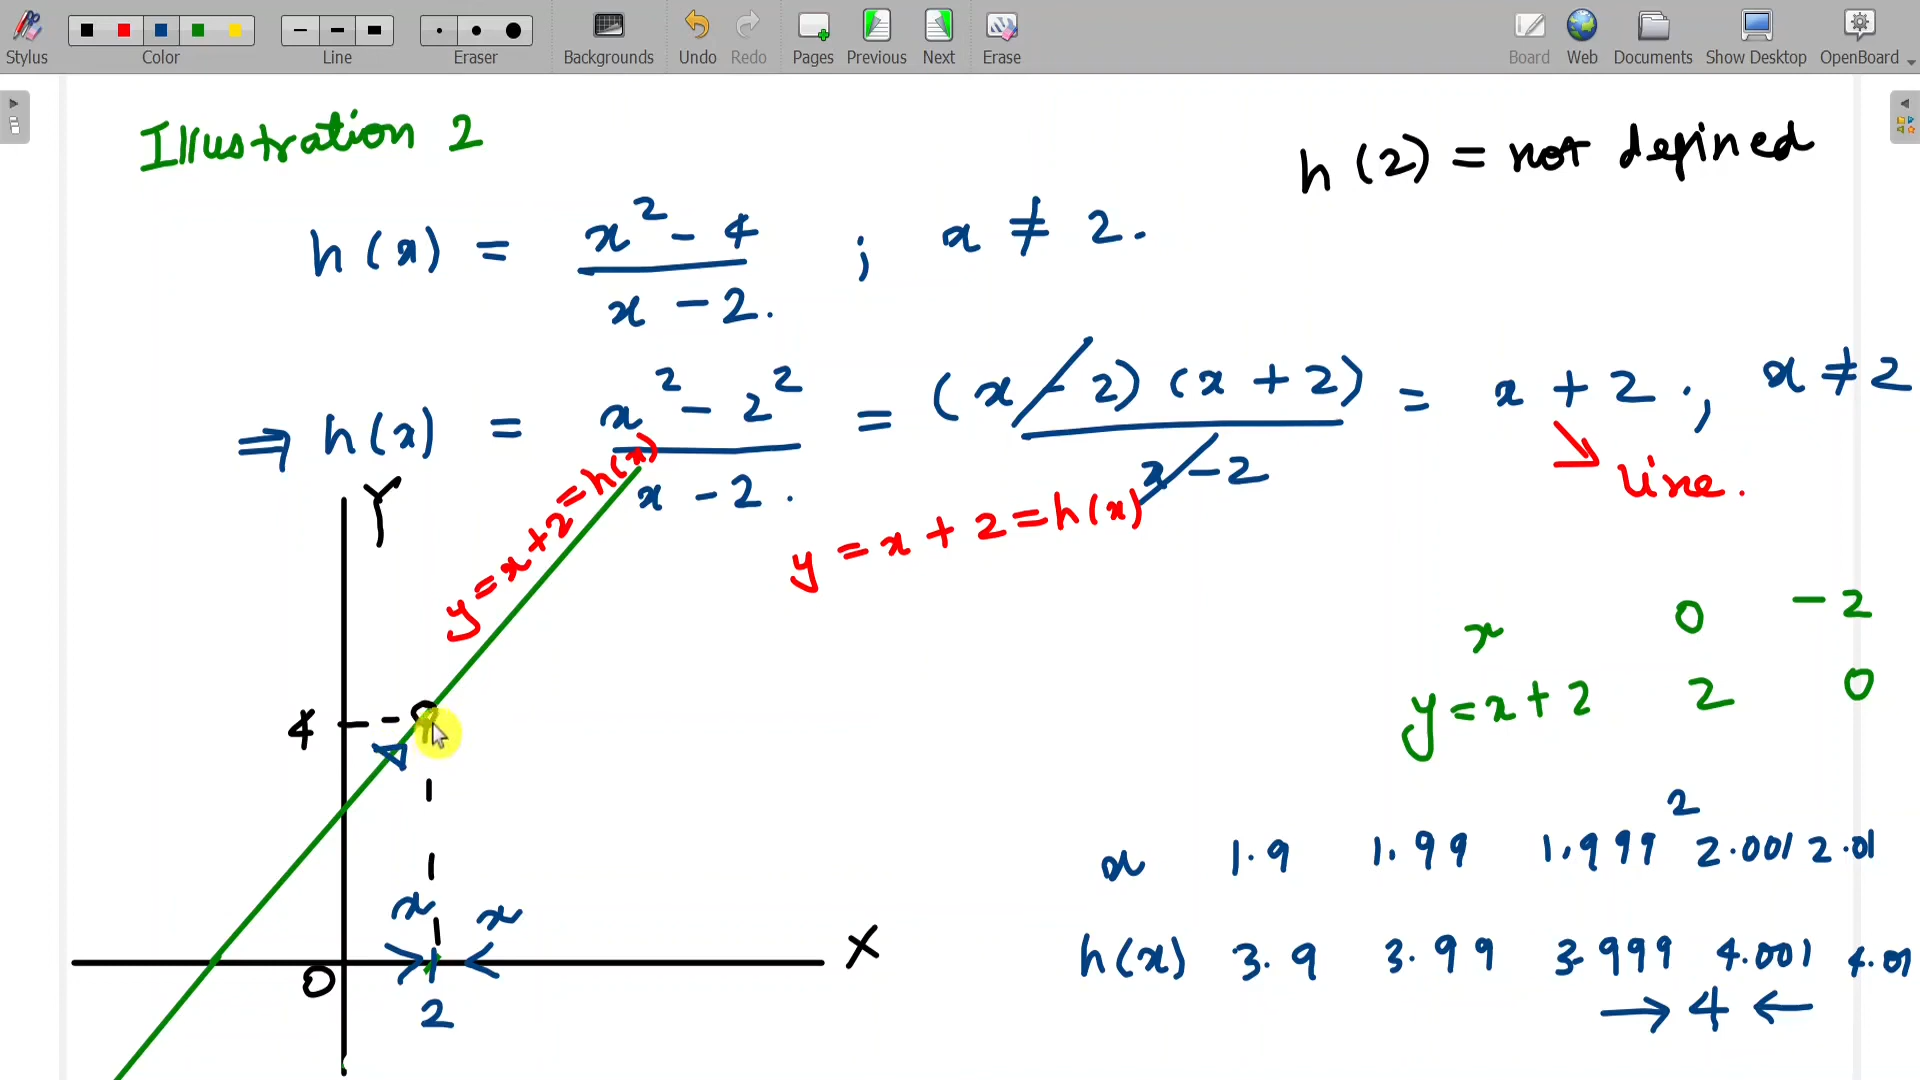 Stylus Color Line Eraser Backgrounds Undo Redo Pages Previous Next Erase Board Web Documents Show Desktop OpenBoard
Illustration 2
h(2) = not defined
h(x) = x² - 4 / x - 2. ; x ≠ 2.
⇒ h(x) = x² - 2² / x - 2. = (x - 2)(x + 2) / x - 2 = x + 2 ; x ≠ 2
line.
y = x + 2 = h(x)
y = x + 2 = h(x)
Y
x 0 -2
y = x + 2 2 0
4
2
x 1.9 1.99 1.999 2.001 2.01
x x
h(x) 3.9 3.99 3.999 4.001 4.01
X
O
2
→ 4 ←